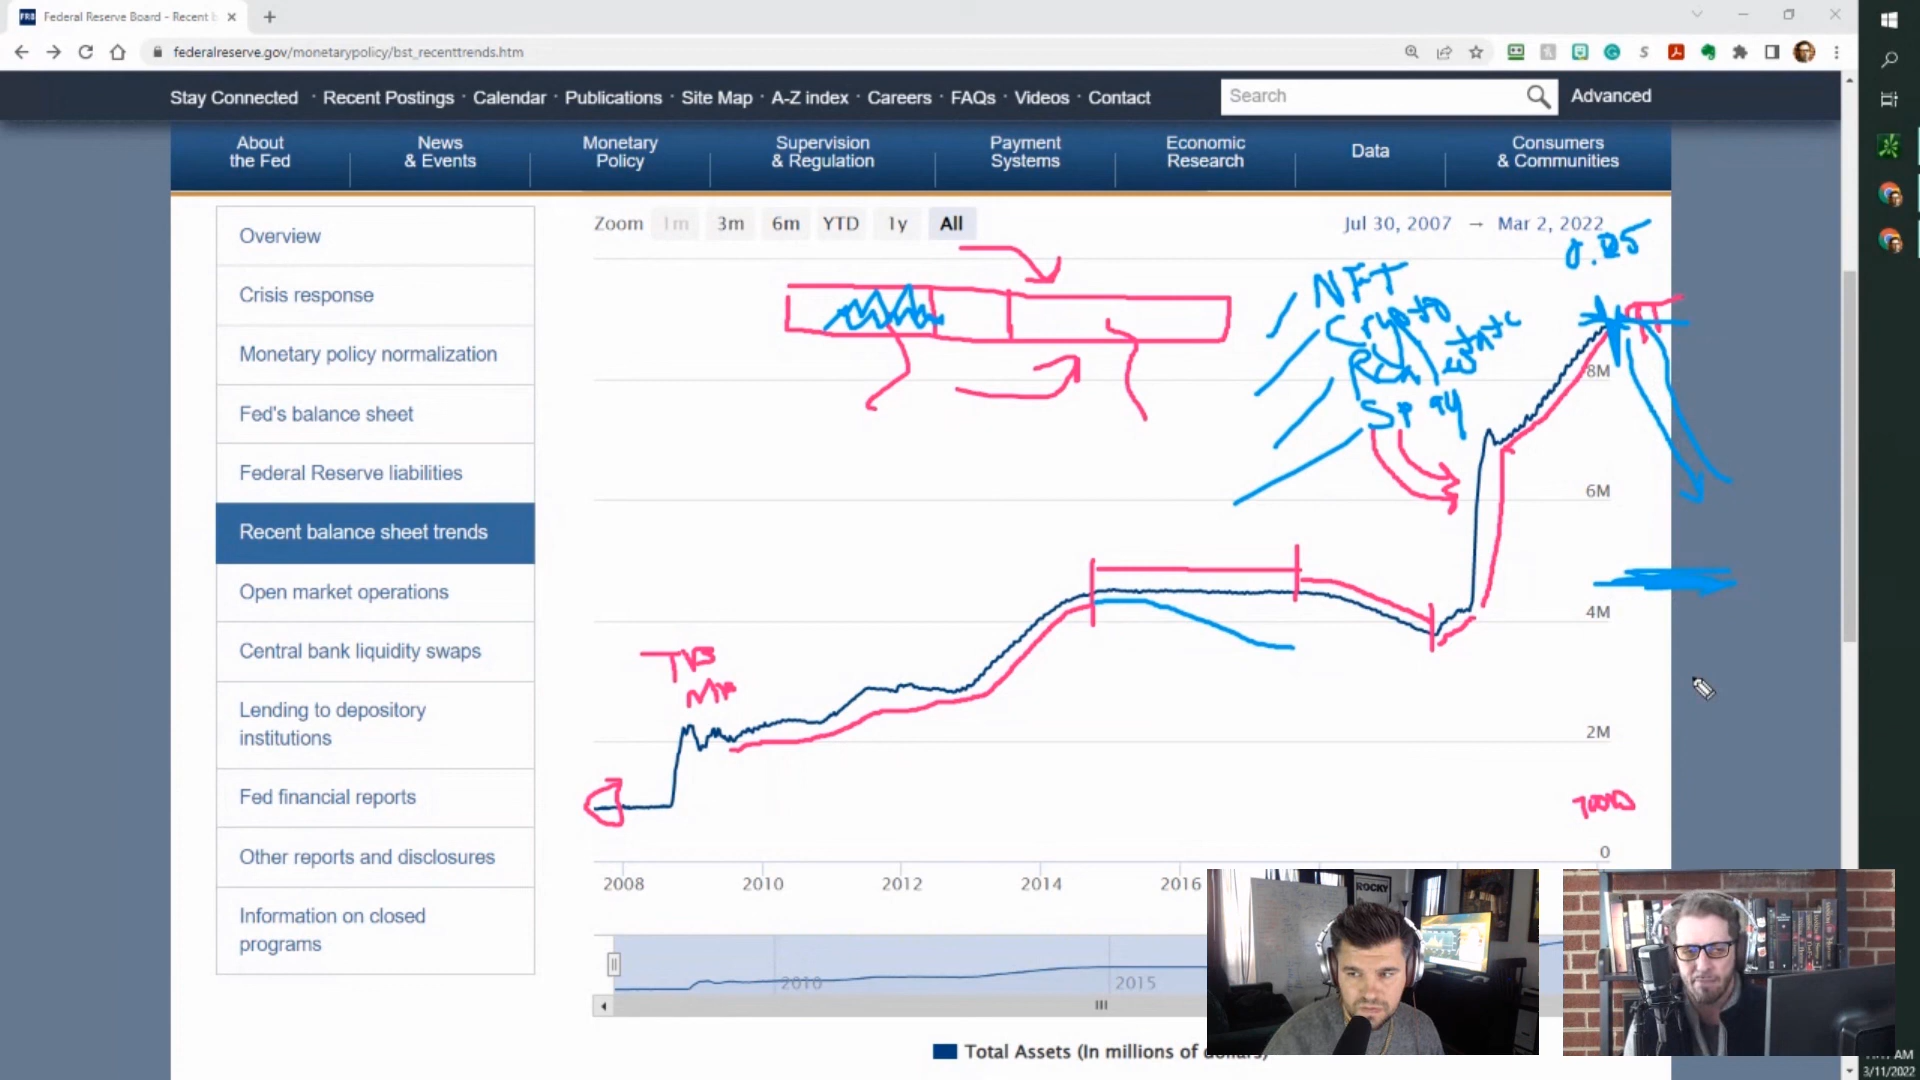 Federal Reserve Board - Recent b
federalreserve.gov/monetarypolicy/bst_recenttrends.htm
Stay Connected · Recent Postings · Calendar · Publications · Site Map · A-Z index · Careers · FAQs · Videos · Contact
Search
Advanced
About
the Fed
News
& Events
Monetary
Policy
Supervision
& Regulation
Payment
Systems
Economic
Research
Data
Consumers
& Communities
Overview
Crisis response
Monetary policy normalization
Fed's balance sheet
Federal Reserve liabilities
Recent balance sheet trends
Open market operations
Central bank liquidity swaps
Lending to depository
institutions
Fed financial reports
Other reports and disclosures
Information on closed
programs
Zoom 1m 3m 6m YTD 1y All
Jul 30, 2007 → Mar 2, 2022
0.25
NFT
Crypto
Real estate
8M
6M
4M
2M
0
2008 2010 2012 2014 2016
2010 2015
Total Assets (In millions of dollars)
ROCKY
AM
3/11/2022